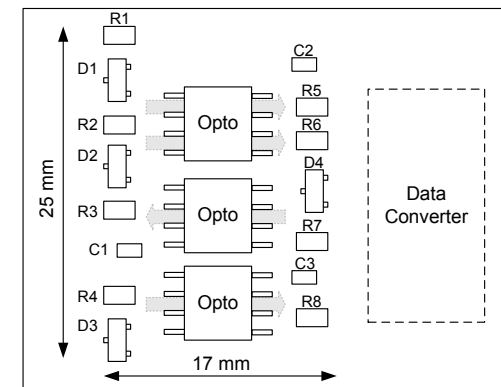 R1
D1
C2
R5
R2
Opto
R6
D2
D4
25 mm
R3
Opto
Data
Converter
C1
R7
R4
Opto
C3
R8
D3
17 mm